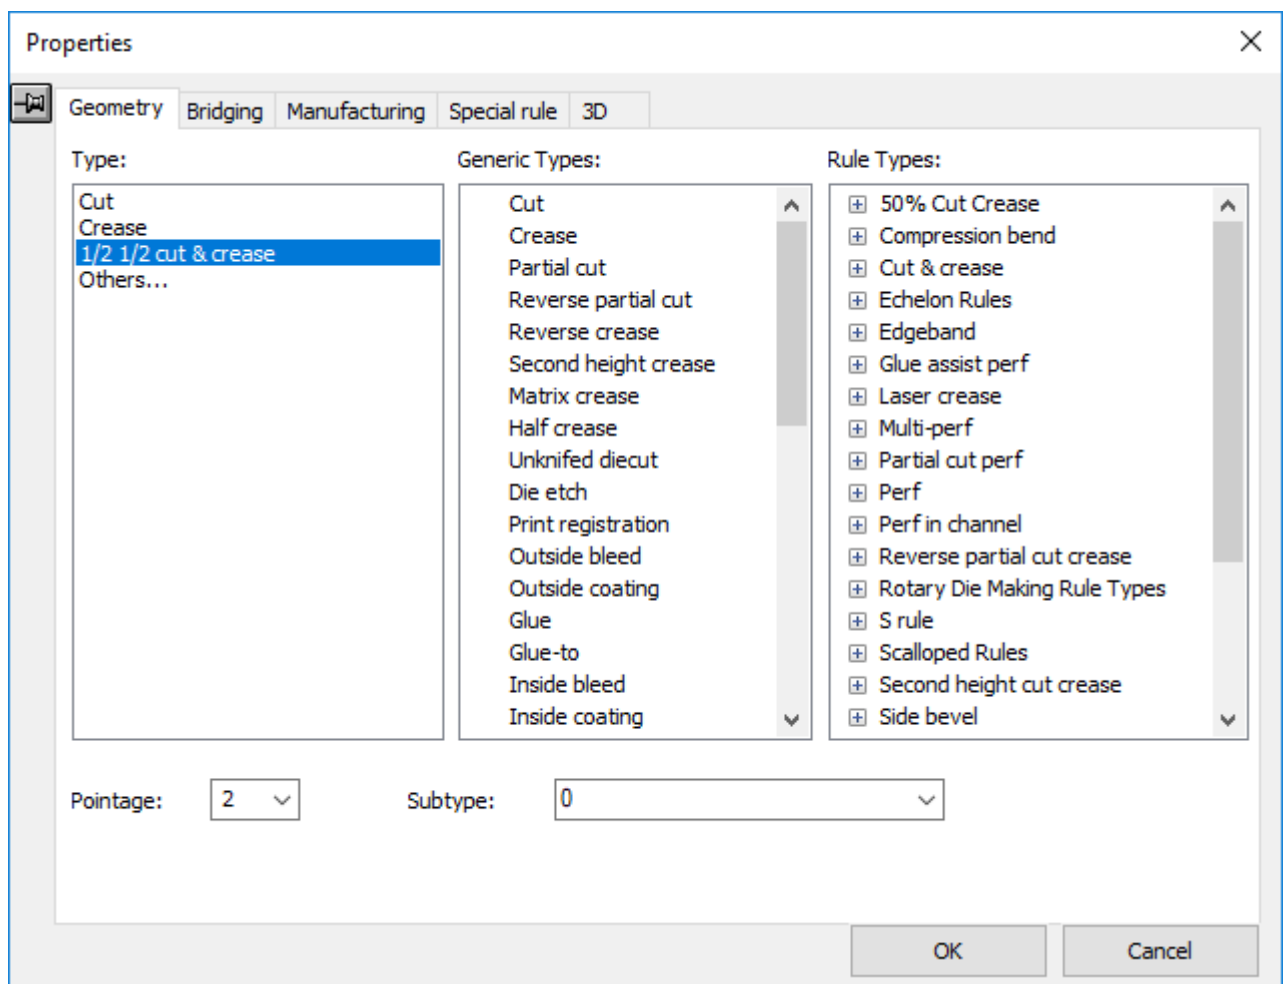 Properties
Geometry Bridging Manufacturing Special rule 3D
Type: Generic Types: Rule Types:
Cut
Crease
1/2 1/2 cut & crease
Others...
Cut
Crease
Partial cut
Reverse partial cut
Reverse crease
Second height crease
Matrix crease
Half crease
Unknifed diecut
Die etch
Print registration
Outside bleed
Outside coating
Glue
Glue-to
Inside bleed
Inside coating
50% Cut Crease
Compression bend
Cut & crease
Echelon Rules
Edgeband
Glue assist perf
Laser crease
Multi-perf
Partial cut perf
Perf
Perf in channel
Reverse partial cut crease
Rotary Die Making Rule Types
S rule
Scalloped Rules
Second height cut crease
Side bevel
Pointage: 2 Subtype: 0
OK Cancel